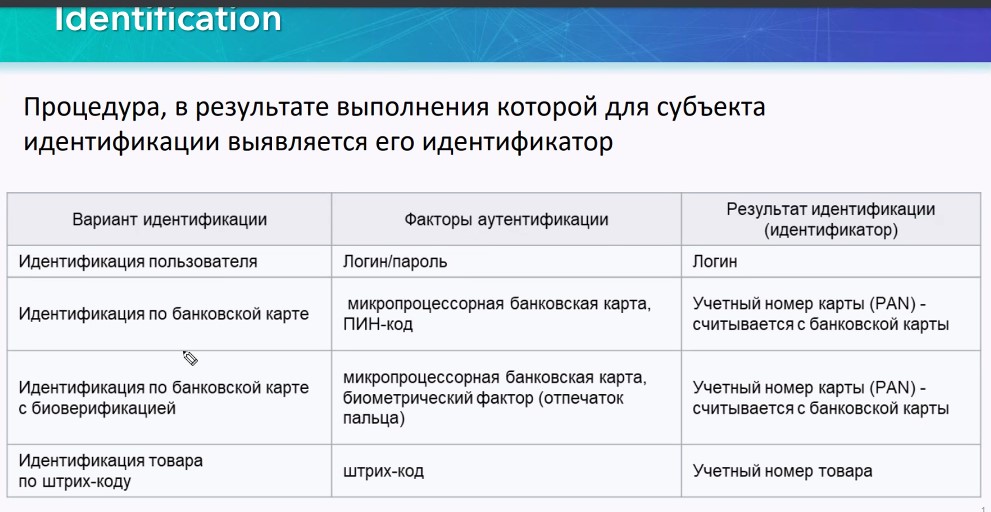 Identification
Процедура, в результате выполнения которой для субъекта
идентификации выявляется его идентификатор
Вариант идентификации
Факторы аутентификации
Результат идентификации
(идентификатор)
Идентификация пользователя
Логин/пароль
Логин
Идентификация по банковской карте
микропроцессорная банковская карта,
ПИН-код
Учетный номер карты (PAN) -
считывается с банковской карты
Идентификация по банковской карте
с биоверификацией
микропроцессорная банковская карта,
биометрический фактор (отпечаток
пальца)
Учетный номер карты (PAN) -
считывается с банковской карты
Идентификация товара
по штрих-коду
штрих-код
Учетный номер товара
1